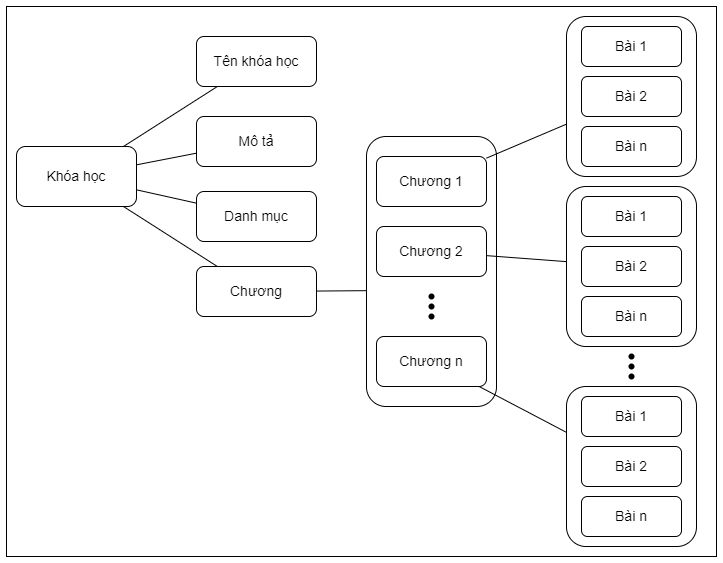 Khóa học
Tên khóa học
Mô tả
Danh mục
Chương
Chương 1
Chương 2
Chương n
Bài 1
Bài 2
Bài n
Bài 1
Bài 2
Bài n
Bài 1
Bài 2
Bài n